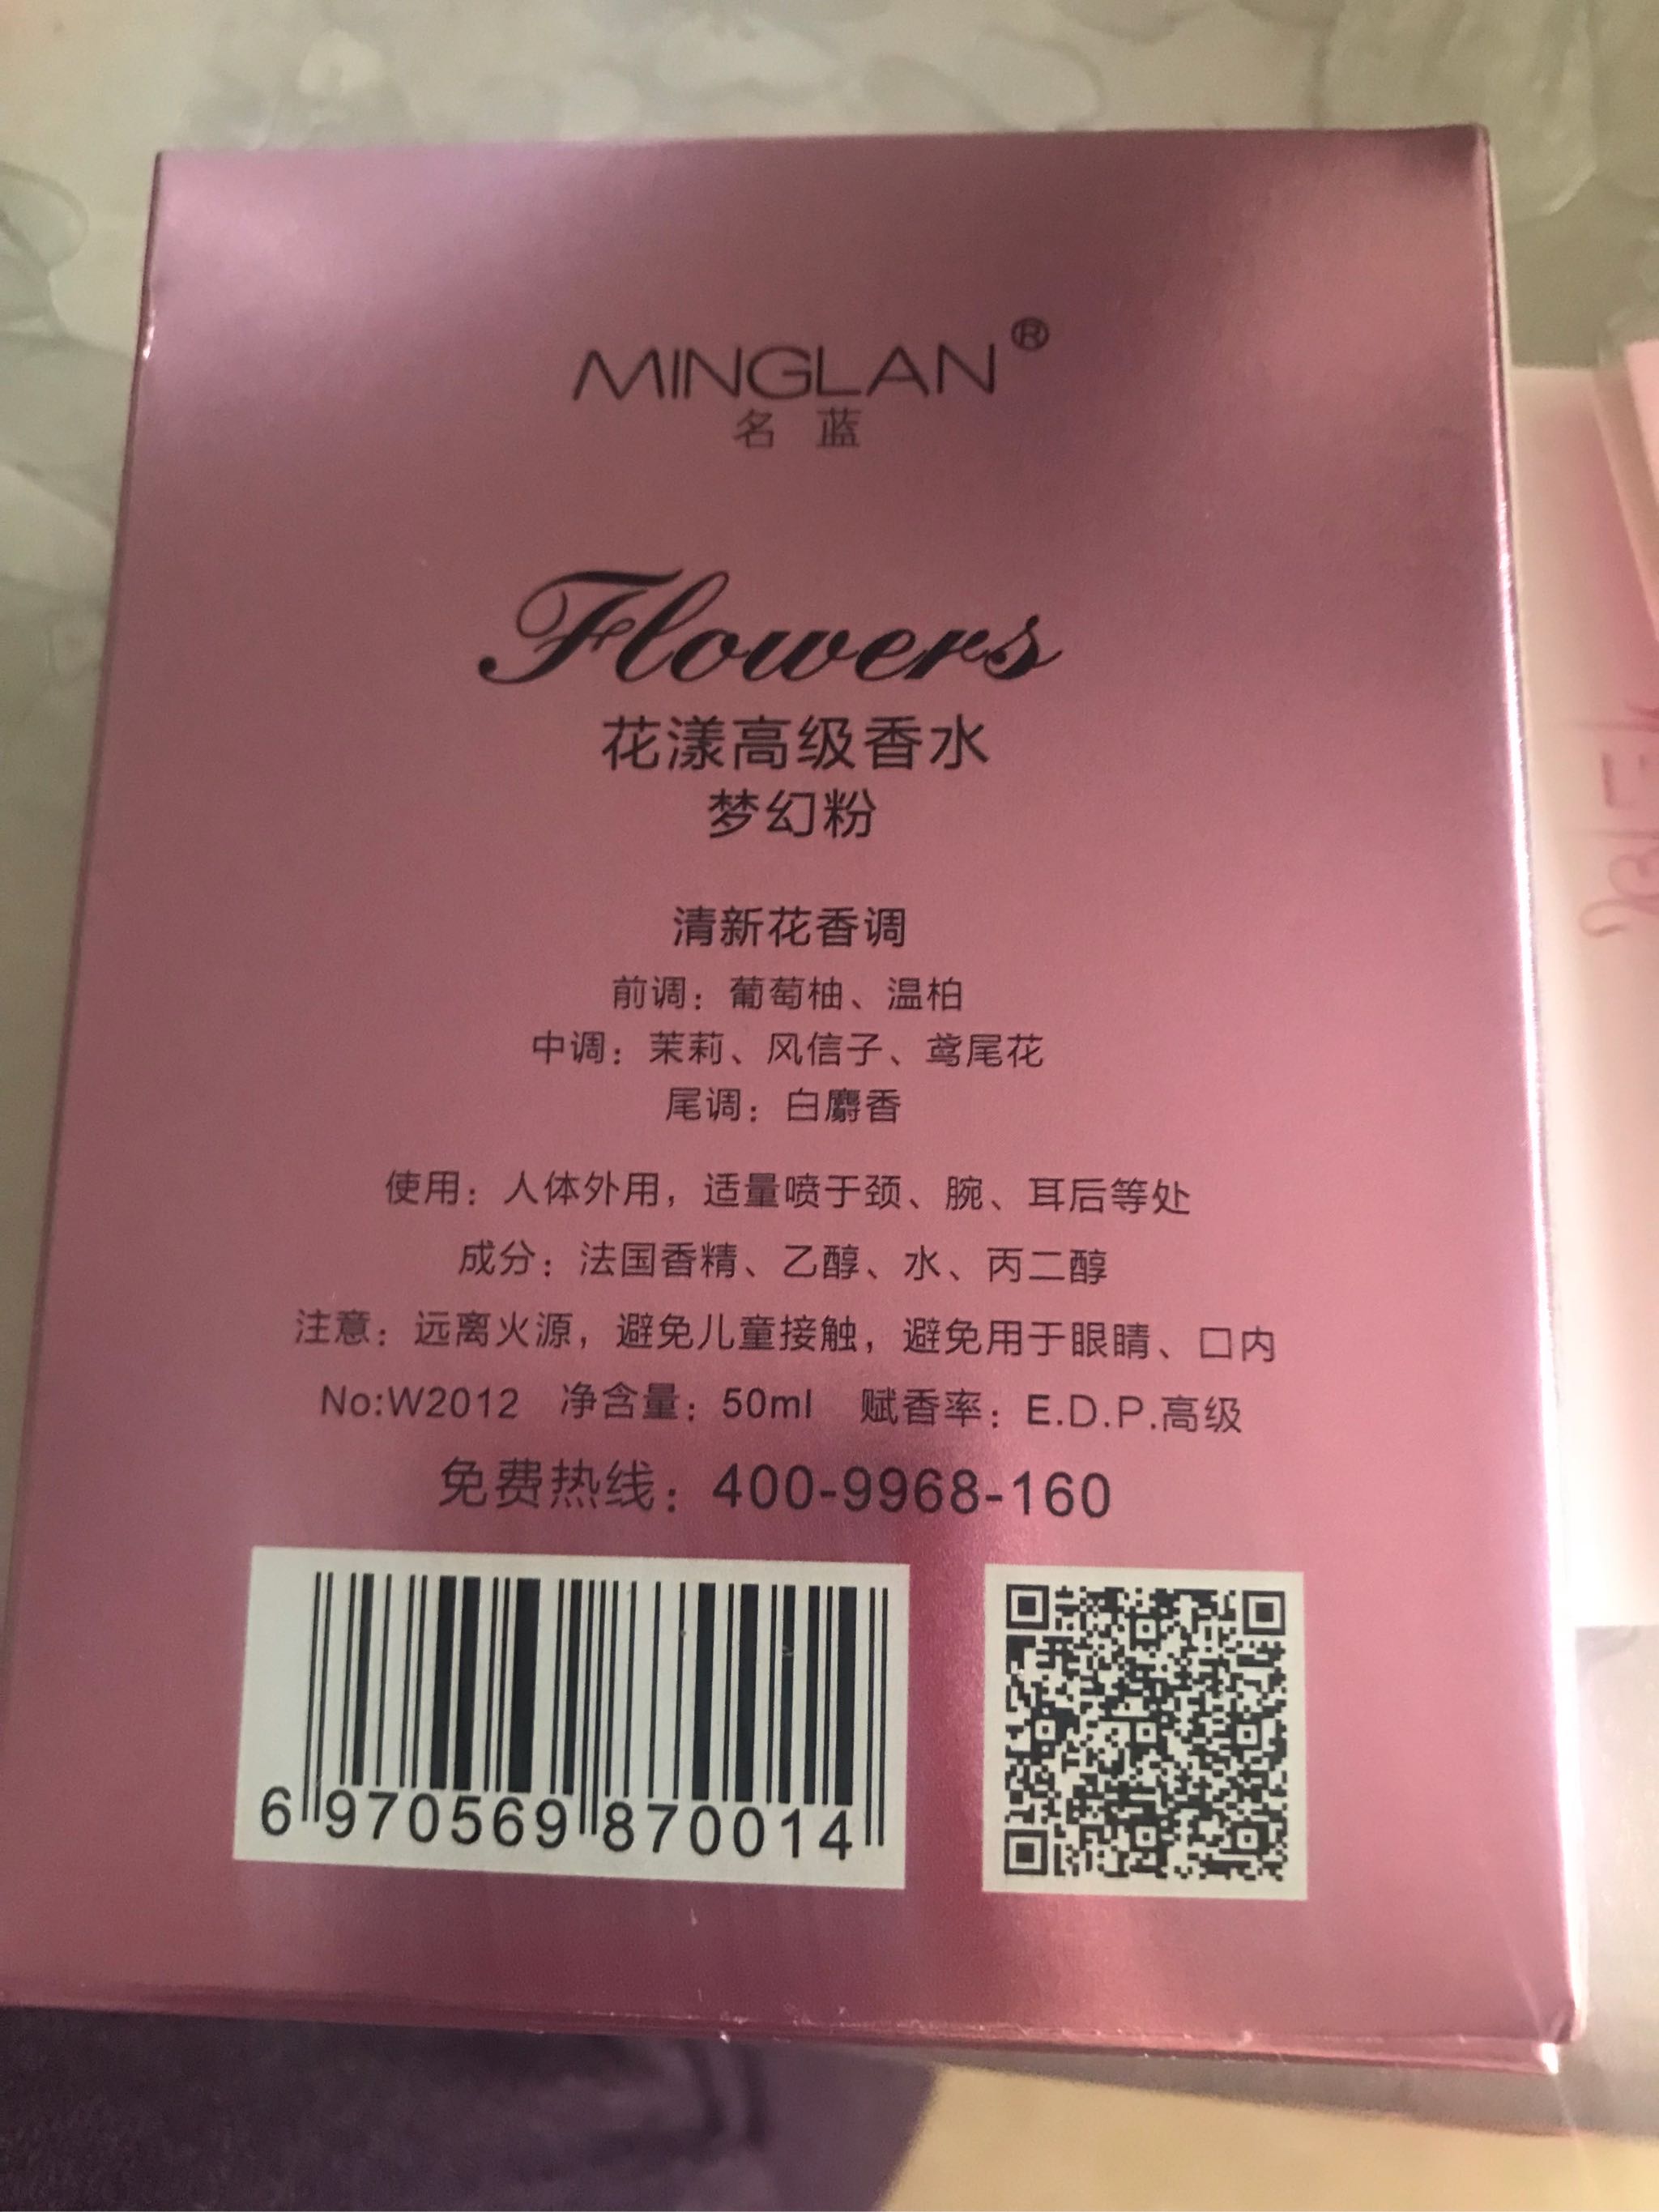 MINGLAN®
名 蓝
Flowers
花漾高级香水
梦幻粉
清新花香调
前调：葡萄柚、温柏
中调：茉莉、风信子、鸢尾花
尾调：白麝香
使用：人体外用，适量喷于颈、腕、耳后等处
成分：法国香精、乙醇、水、丙二醇
注意：远离火源，避免儿童接触，避免用于眼睛、口内
No:W2012 净含量：50ml 赋香率：E.D.P.高级
免费热线：400-9968-160
6 970569 870014